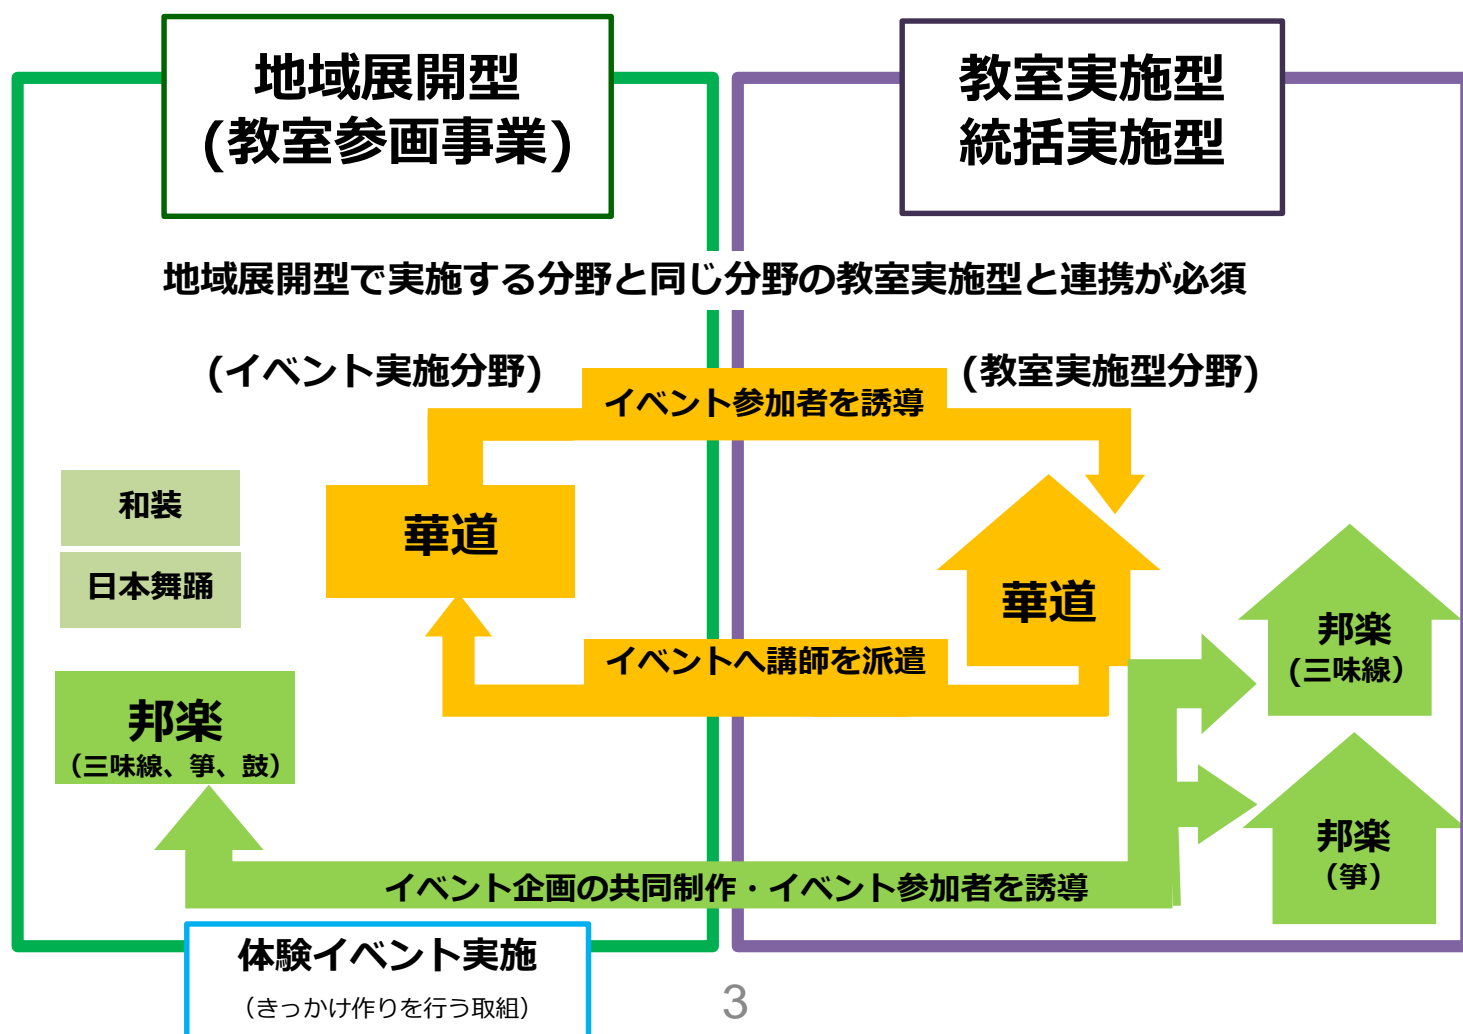 地域展開型
(教室参画事業)
教室実施型
統括実施型
地域展開型で実施する分野と同じ分野の教室実施型と連携が必須
(イベント実施分野)
(教室実施型分野)
イベント参加者を誘導
和装
日本舞踊
華道
華道
イベントへ講師を派遣
邦楽
（三味線、箏、鼓）
邦楽
(三味線）
邦楽
（箏）
イベント企画の共同制作・イベント参加者を誘導
体験イベント実施
（きっかけ作りを行う取組）
3